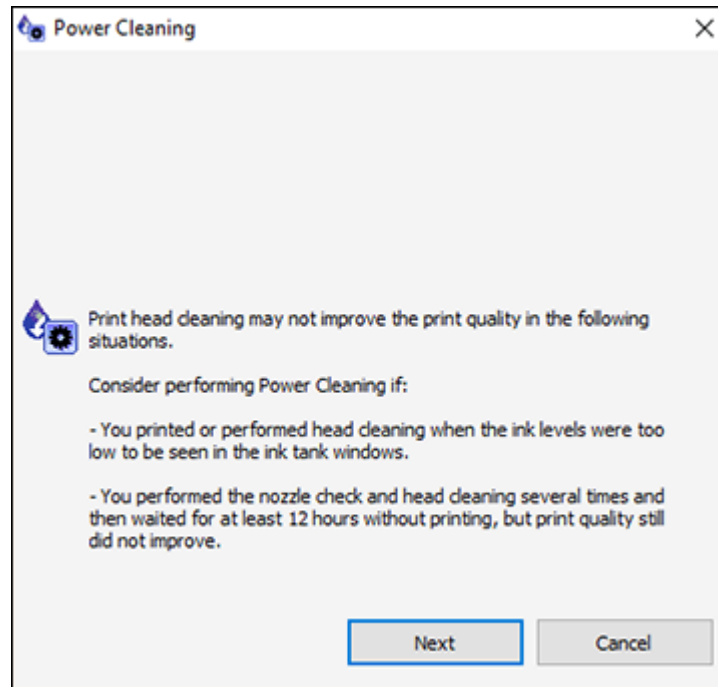 Power Cleaning
Print head cleaning may not improve the print quality in the following
situations.
Consider performing Power Cleaning if:
- You printed or performed head cleaning when the ink levels were too
low to be seen in the ink tank windows.
- You performed the nozzle check and head cleaning several times and
then waited for at least 12 hours without printing, but print quality still
did not improve.
Next
Cancel